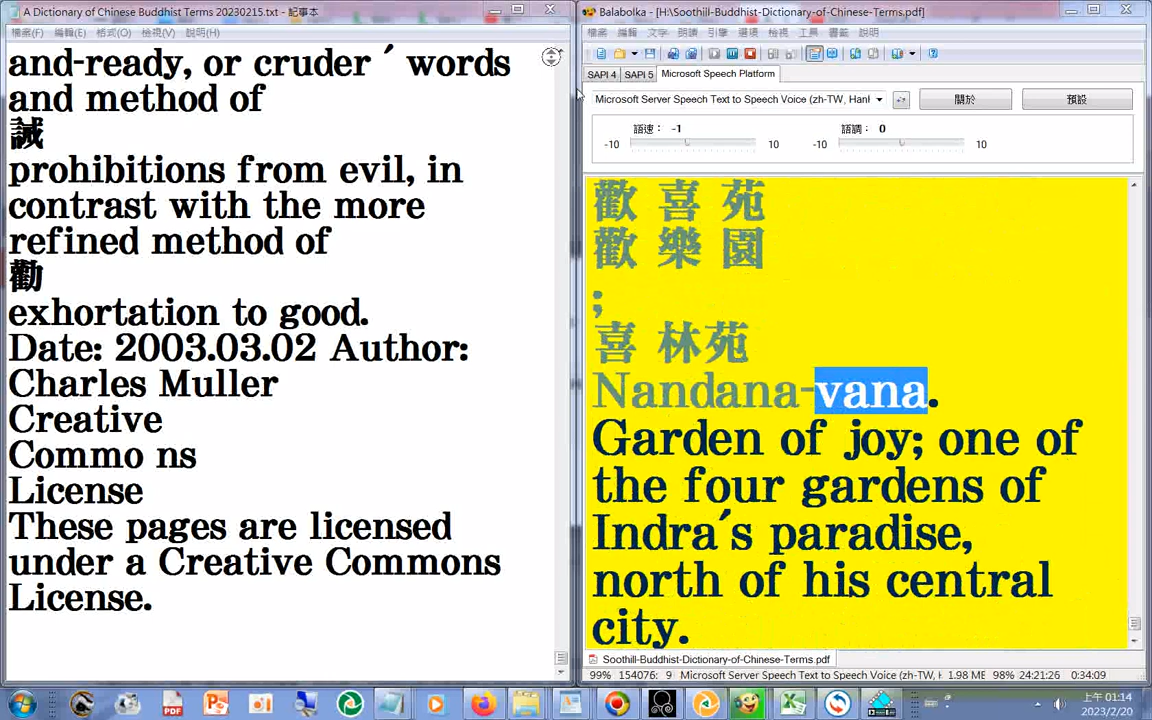 A Dictionary of Chinese Buddhist Terms 20230215.txt - 記事本
檔案(F) 編輯(E) 格式(O) 檢視(V) 說明(H)
and-ready, or cruder ´ words
and method of
誡
prohibitions from evil, in
contrast with the more
refined method of
勸
exhortation to good.
Date: 2003.03.02 Author:
Charles Muller
Creative
Commo ns
License
These pages are licensed
under a Creative Commons
License.
Balabolka - [H:\Soothill-Buddhist-Dictionary-of-Chinese-Terms.pdf]
檔案 編輯 文字 朗讀 引擎 選項 檢視 工具 書籤 說明
SAPI 4 SAPI 5 Microsoft Speech Platform
Microsoft Server Speech Text to Speech Voice (zh-TW, Hanl
關於
預設
語速： -1
語調： 0
-10 10 -10 10
歡 喜 苑
歡 樂 園
;
喜 林苑
Nandana-vana.
Garden of joy; one of
the four gardens of
Indra´s paradise,
north of his central
city.
Soothill-Buddhist-Dictionary-of-Chinese-Terms.pdf
99% 154076: 9 Microsoft Server Speech Text to Speech Voice (zh-TW, H 1.98 ME 98% 24:21:26 0:34:09
上午 01:14
2023/2/20